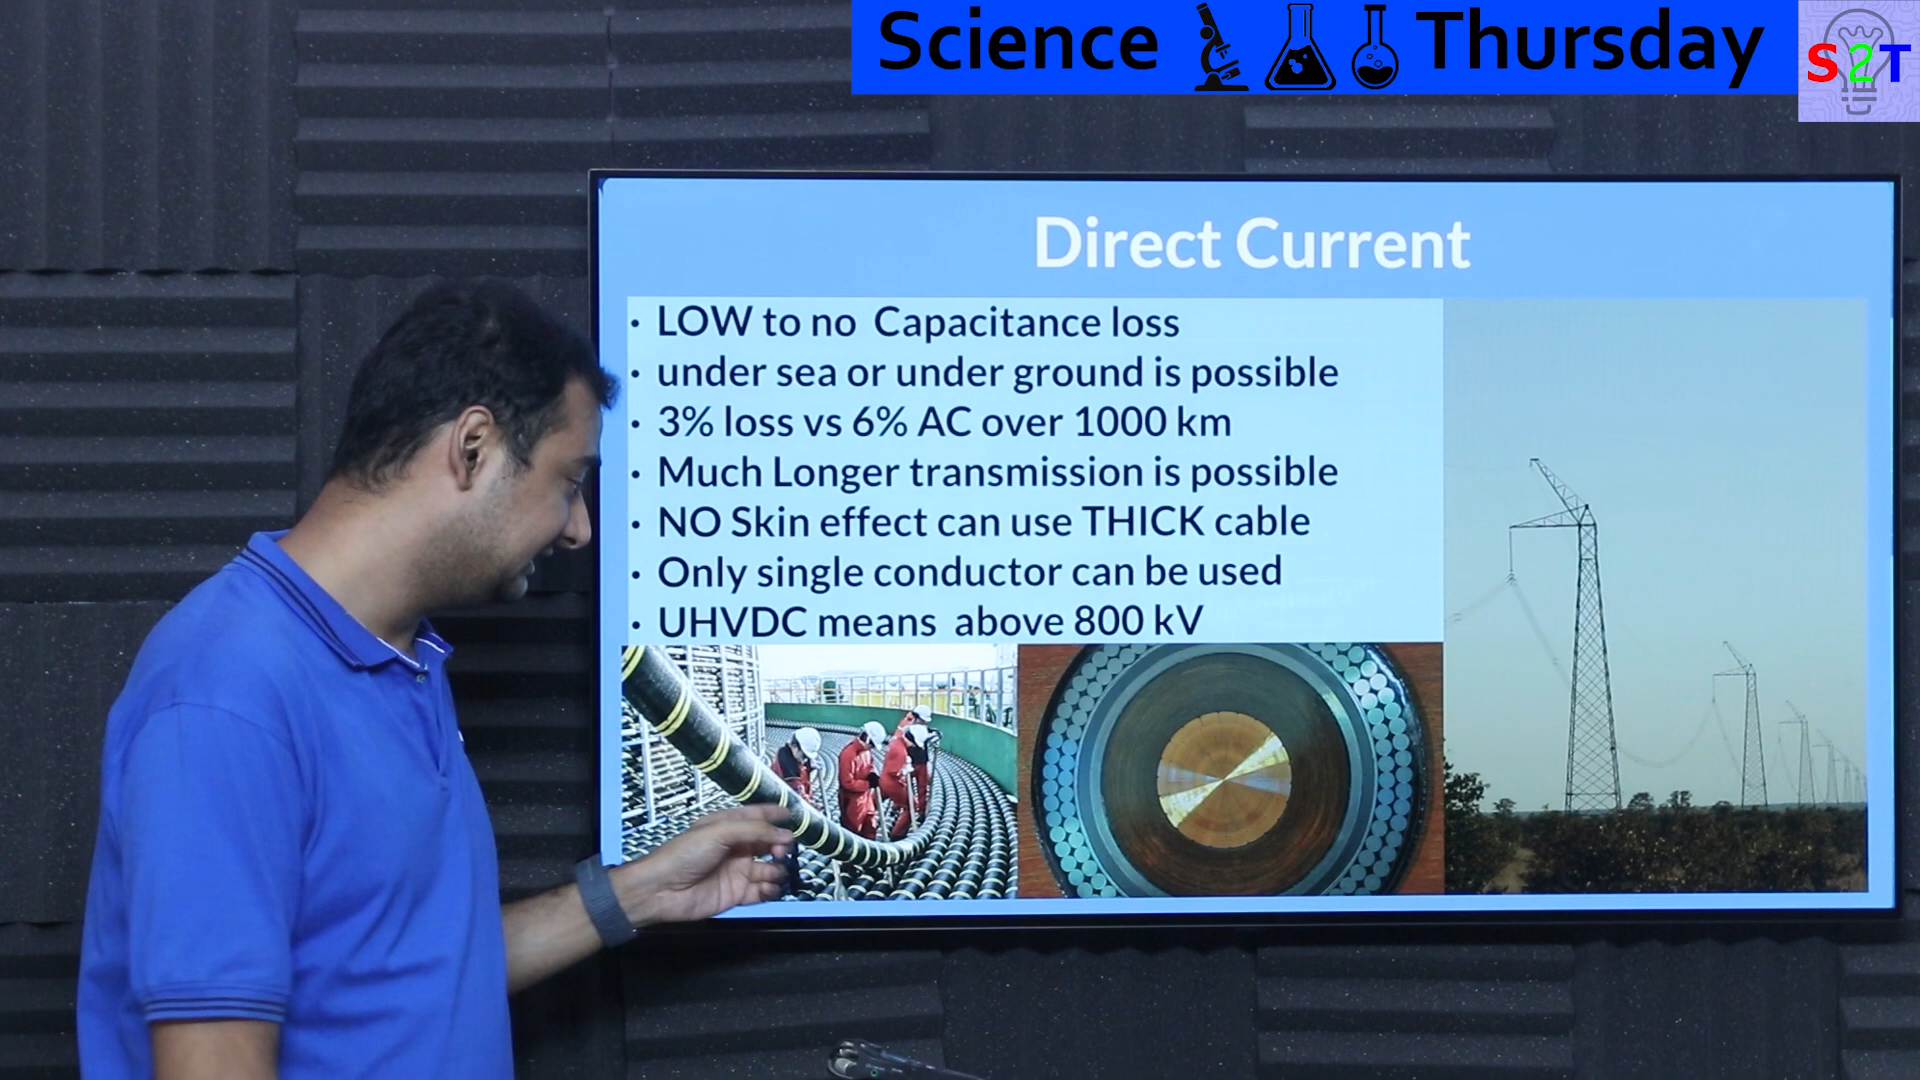 Science Thursday
S2T
Direct Current
• LOW to no Capacitance loss
• under sea or under ground is possible
• 3% loss vs 6% AC over 1000 km
• Much Longer transmission is possible
• NO Skin effect can use THICK cable
• Only single conductor can be used
• UHVDC means above 800 kV